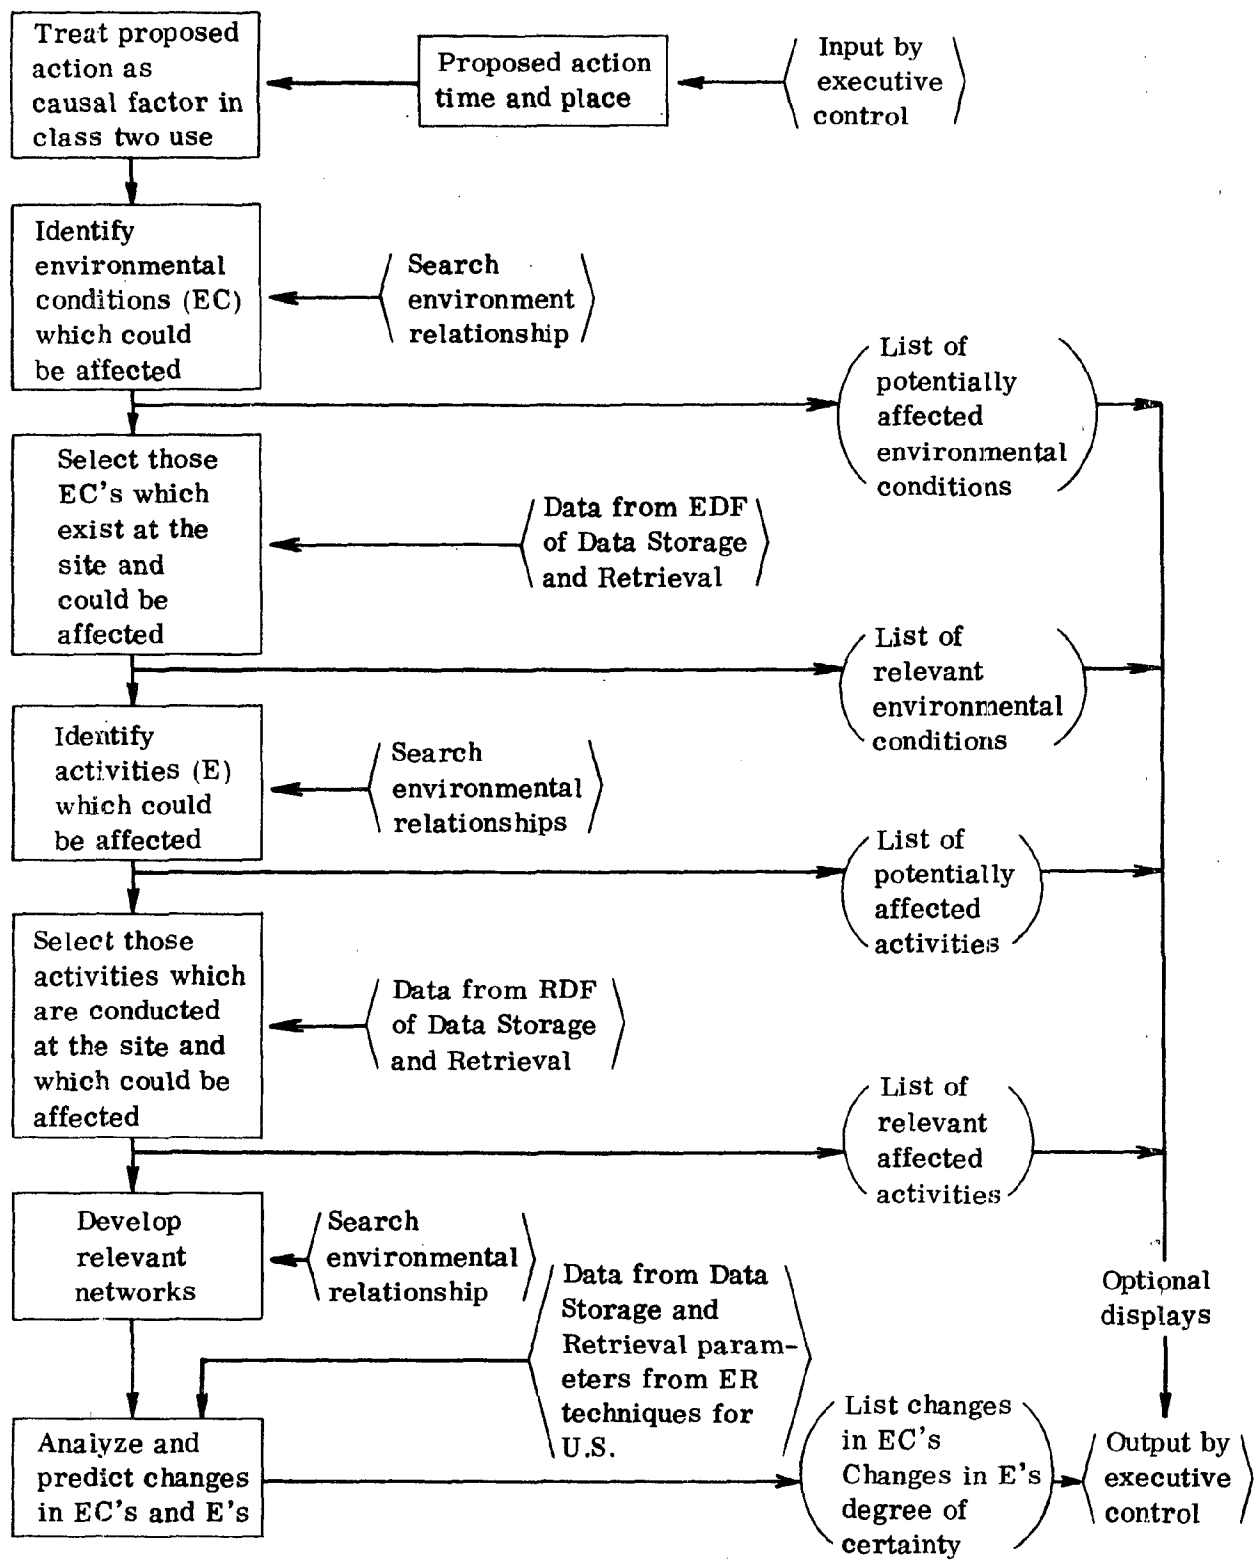 Treat proposed
action as
causal factor in
class two use
Proposed action
time and place
Input by
executive
control
Identify
environmental
conditions (EC)
which could
be affected
Search
environment
relationship
List of
potentially
affected
environmental
conditions
Select those
EC's which
exist at the
site and
could be
affected
Data from EDF
of Data Storage
and Retrieval
List of
relevant
environmental
conditions
Identify
activities (E)
which could
be affected
Search
environmental
relationships
List of
potentially
affected
activities
Select those
activities which
are conducted
at the site and
which could be
affected
Data from RDF
of Data Storage
and Retrieval
List of
relevant
affected
activities
Develop
relevant
networks
Search
environmental
relationship
Data from Data
Storage and
Retrieval param-
eters from ER
techniques for
U.S.
Optional
displays
Analyze and
predict changes
in EC's and E's
List changes
in EC's
Changes in E's
degree of
certainty
Output by
executive
control